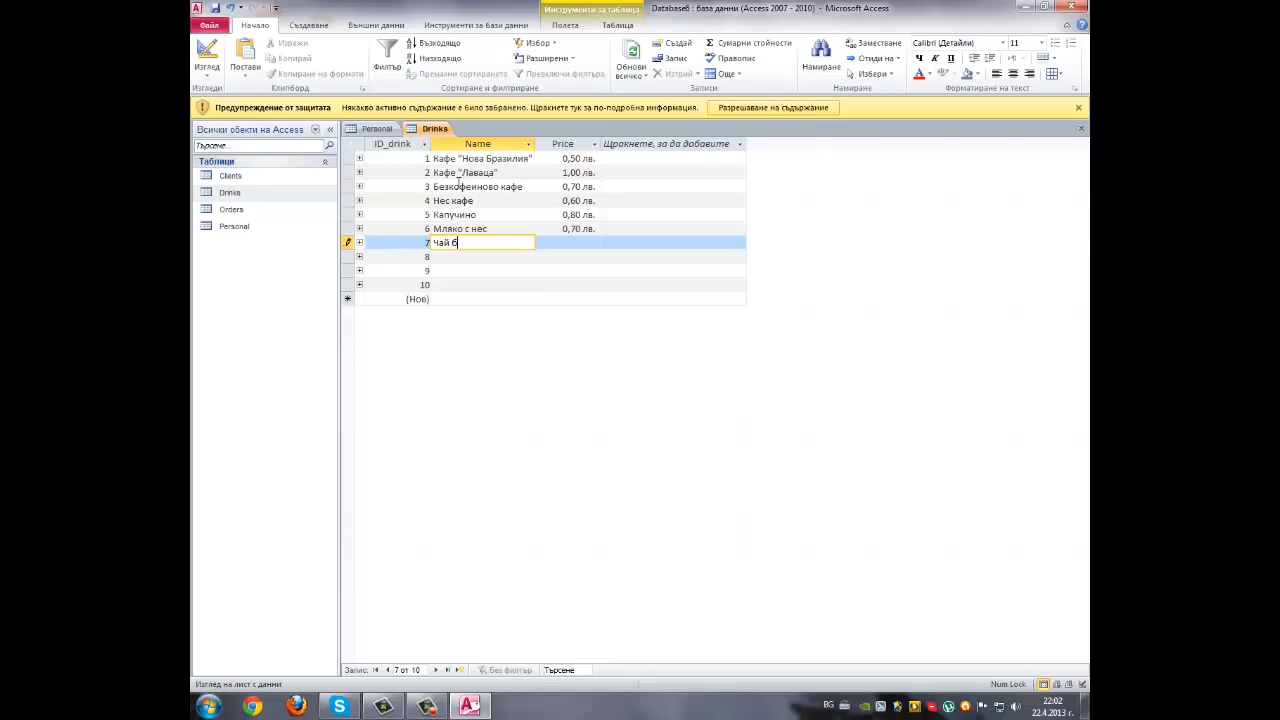 Инструменти за таблица
Database6 : база данни (Access 2007 - 2010) - Microsoft Access
Файл Начало Създаване Външни данни Инструменти за бази данни Полета Таблица
Изглед
Изгледи
Постави
Изрежи
Копирай
Копиране на формати
Клипборд
Филтър
Възходящо
Низходящо
Премахни сортирането
Избор
Разширени
Превключи филтъра
Сортиране и филтриране
Обнови всичко
Създай
Запис
Изтрий
Сумарни стойности
Правопис
Още
Записи
Намиране
Заместване
Отиди на
Избери
Намиране
Calibri (Детайли) 11
Форматиране на текст
Предупреждение от защитата Някакво активно съдържание е било забранено. Щракнете тук за по-подробна информация. Разрешаване на съдържание
Всички обекти на Access
Търсене...
Таблици
Clients
Drinks
Orders
Personal
Personal Drinks
ID_drink Name Price Щракнете, за да добавите
1 Кафе "Нова Бразилия" 0,50 лв.
2 Кафе "Лаваца" 1,00 лв.
3 Безкофеиново кафе 0,70 лв.
4 Нес кафе 0,60 лв.
5 Капучино 0,80 лв.
6 Мляко с нес 0,70 лв.
7 Чай б
8
9
10
(Нов)
Запис: 7 от 10 Без филтър Търсене
Изглед на лист с данни Num Lock
BG 22:02
22.4.2013 г.